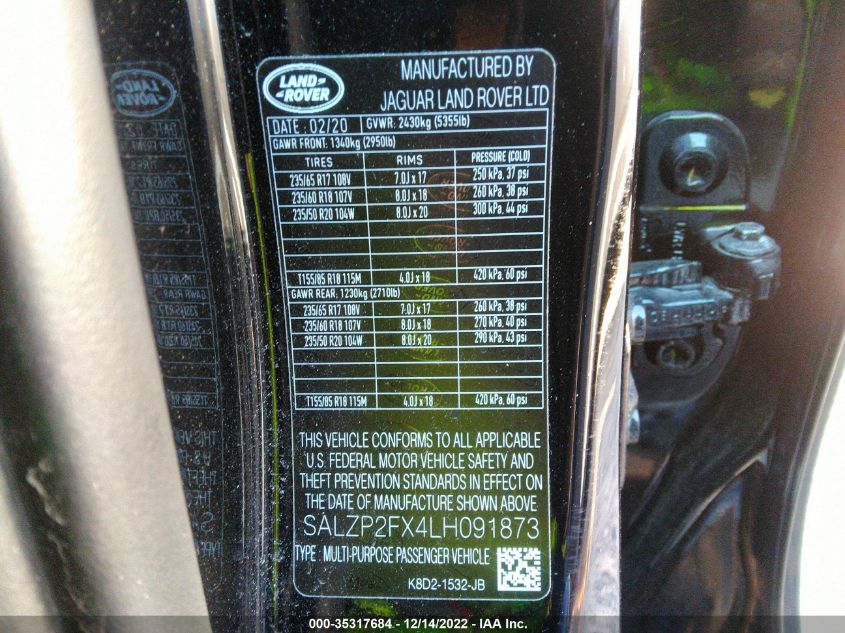 LAND
ROVER
MANUFACTURED BY
JAGUAR LAND ROVER LTD
DATE : 02/20 GVWR: 2430kg (5355lb)
GAWR FRONT: 1340kg (2950lb)
TIRES RIMS PRESSURE (COLD)
235/65 R17 108V 7.0J x 17 250 kPa, 37 psi
235/60 R18 107V 8.0J x 18 260 kPa, 38 psi
235/50 R20 104W 8.0J x 20 300 kPa, 44 psi
T155/85 R18 115M 4.0J x 18 420 kPa, 60 psi
GAWR REAR: 1230kg (2710lb)
235/65 R17 108V 7.0J x 17 260 kPa, 38 psi
235/60 R18 107V 8.0J x 18 270 kPa, 40 psi
235/50 R20 104W 8.0J x 20 290 kPa, 43 psi
T155/85 R18 115M 4.0J x 18 420 kPa, 60 psi
THIS VEHICLE CONFORMS TO ALL APPLICABLE
U.S. FEDERAL MOTOR VEHICLE SAFETY AND
THEFT PREVENTION STANDARDS IN EFFECT ON
THE DATE OF MANUFACTURE SHOWN ABOVE
SALZP2FX4LH091873
TYPE : MULTI-PURPOSE PASSENGER VEHICLE
K8D2-1532-JB
000-35317684 - 12/14/2022 - IAA Inc.